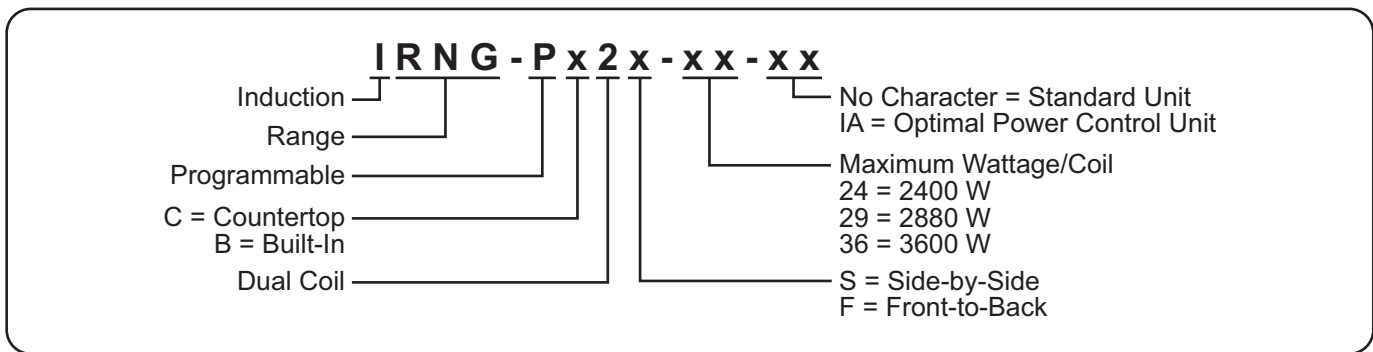 IRNG-Px2x-xx-xx
Induction
Range
Programmable
C = Countertop
B = Built-In
Dual Coil
No Character = Standard Unit
IA = Optimal Power Control Unit
Maximum Wattage/Coil
24 = 2400 W
29 = 2880 W
36 = 3600 W
S = Side-by-Side
F = Front-to-Back